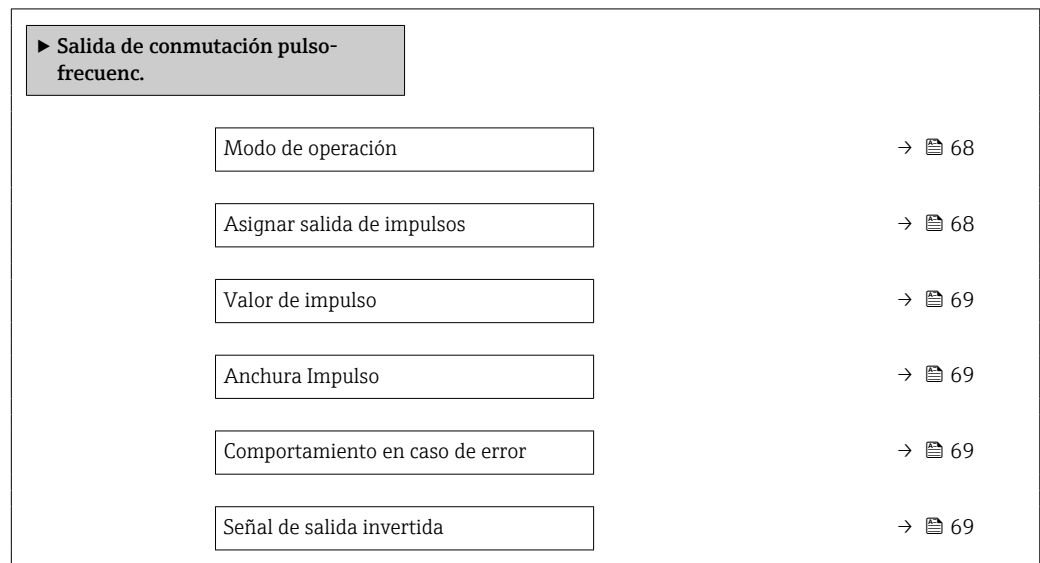 ▶ Salida de conmutación pulso-
frecuenc.
Modo de operación → 68
Asignar salida de impulsos → 68
Valor de impulso → 69
Anchura Impulso → 69
Comportamiento en caso de error → 69
Señal de salida invertida → 69